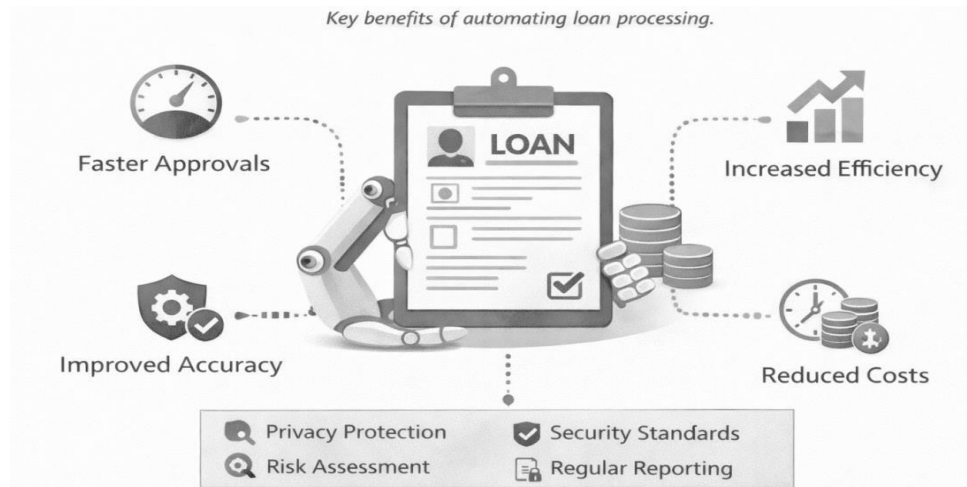 Key benefits of automating loan processing.
Faster Approvals
LOAN
Increased Efficiency
Improved Accuracy
Reduced Costs
Privacy Protection
Security Standards
Risk Assessment
Regular Reporting